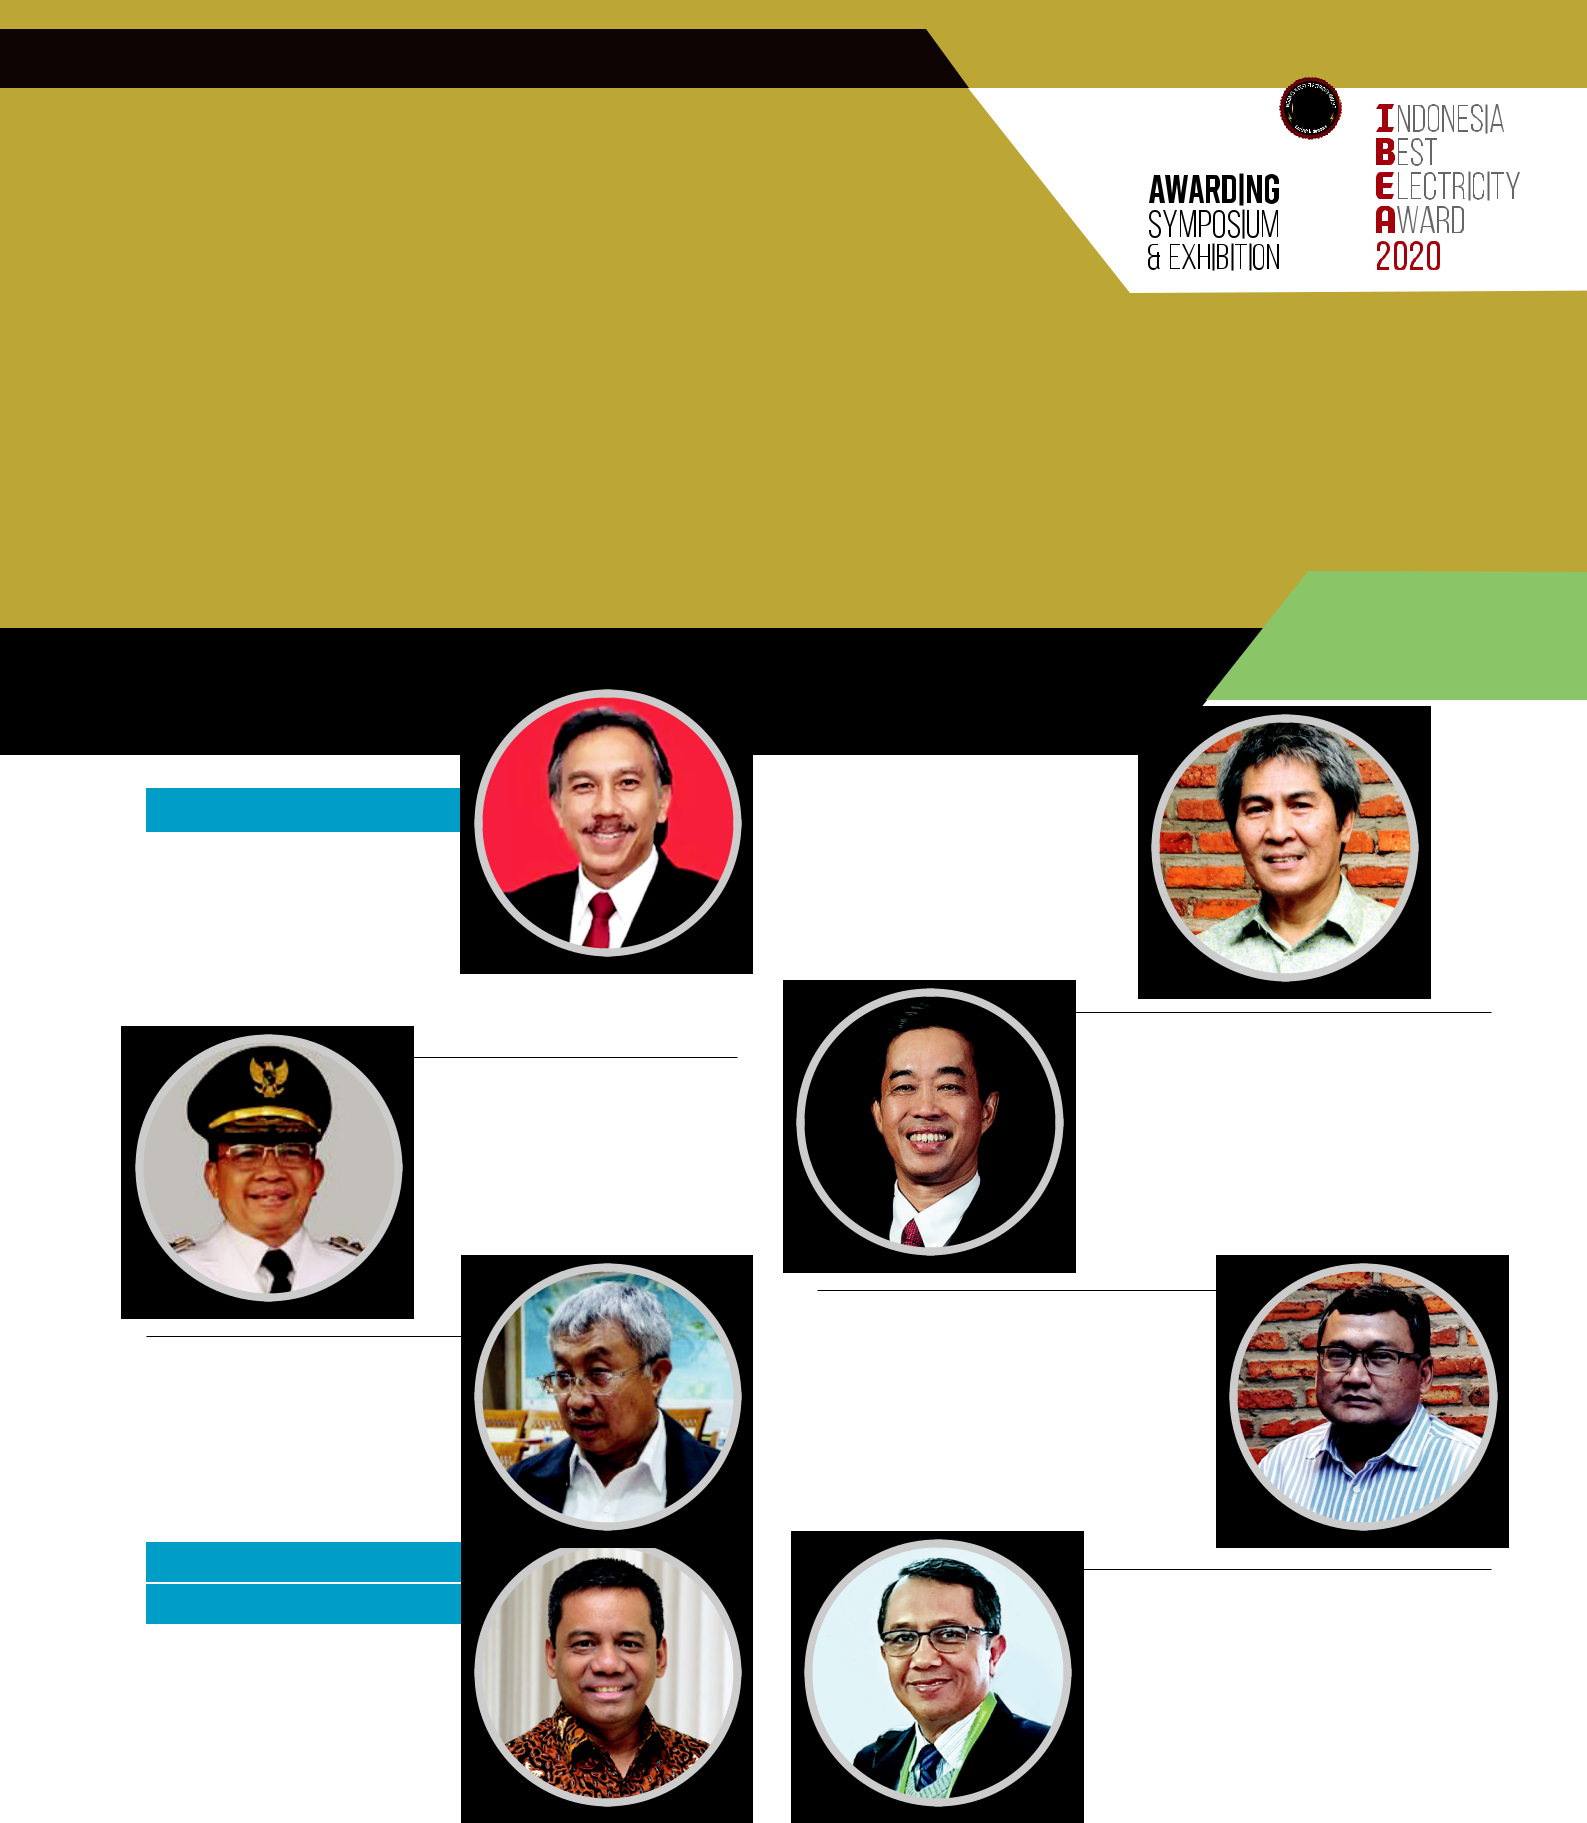 AWARDING
SYMPOSIUM
& EXHIBITION
INDONESIA
BEST
ELECTRICITY
AWARD
2020